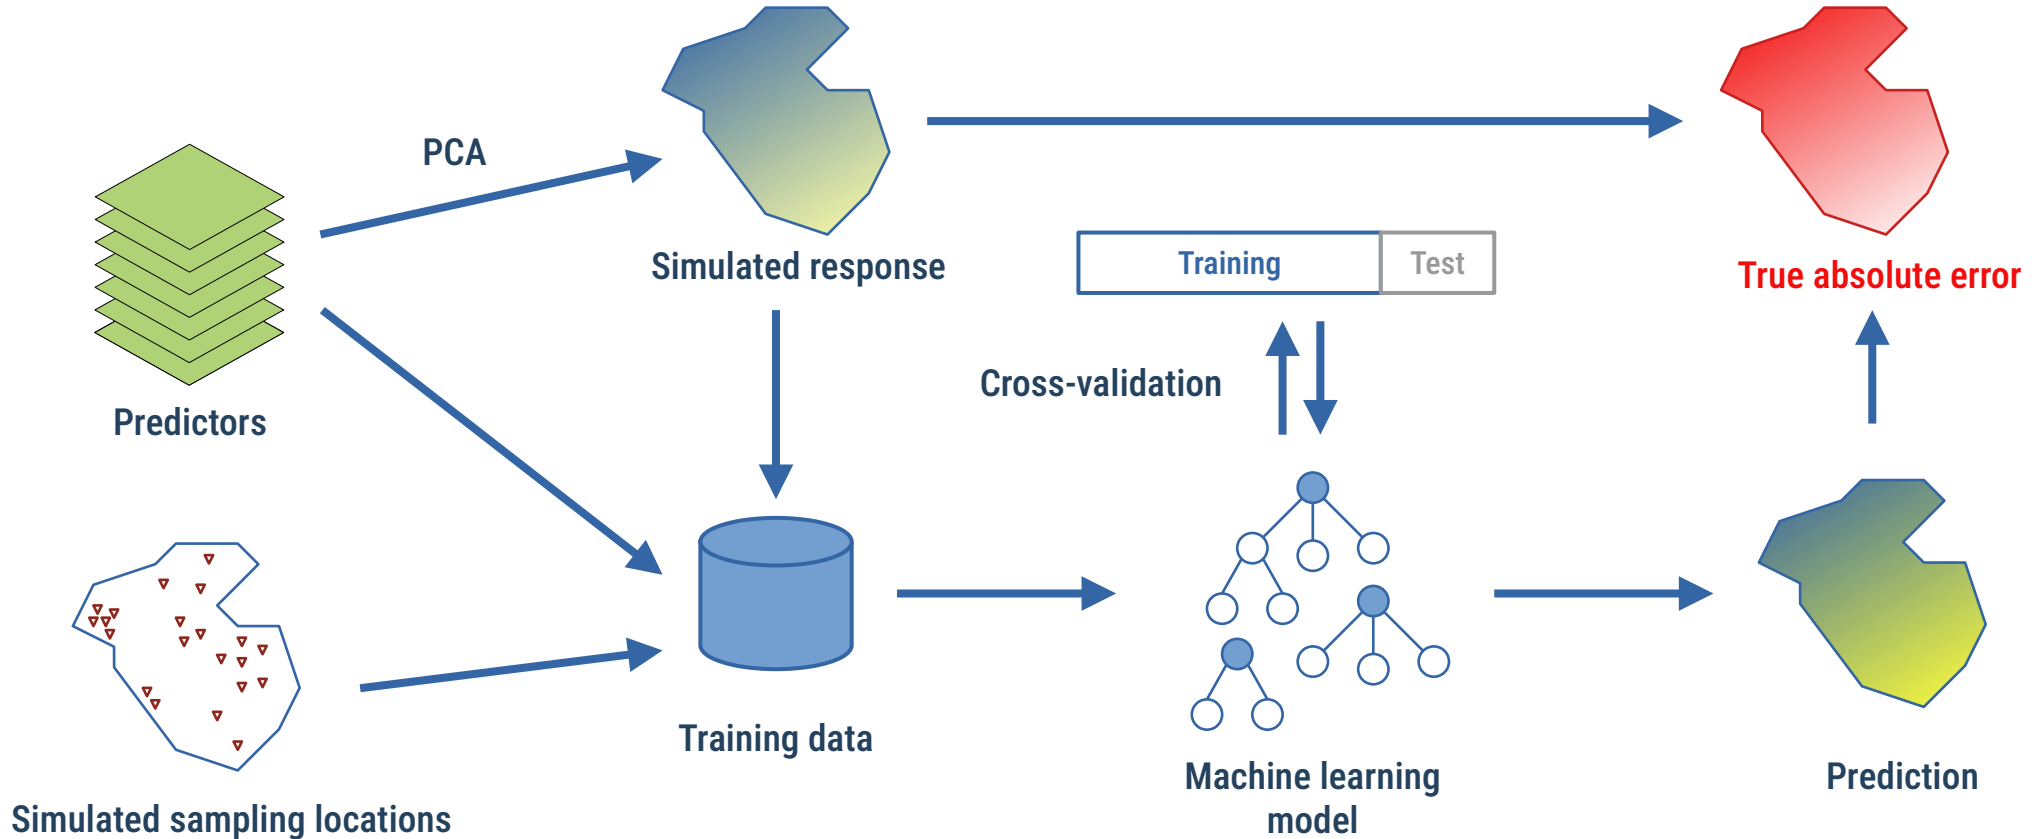 PCA
Simulated response
Training
Test
True absolute error
Cross-validation
Predictors
Training data
Machine learning
model
Prediction
Simulated sampling locations